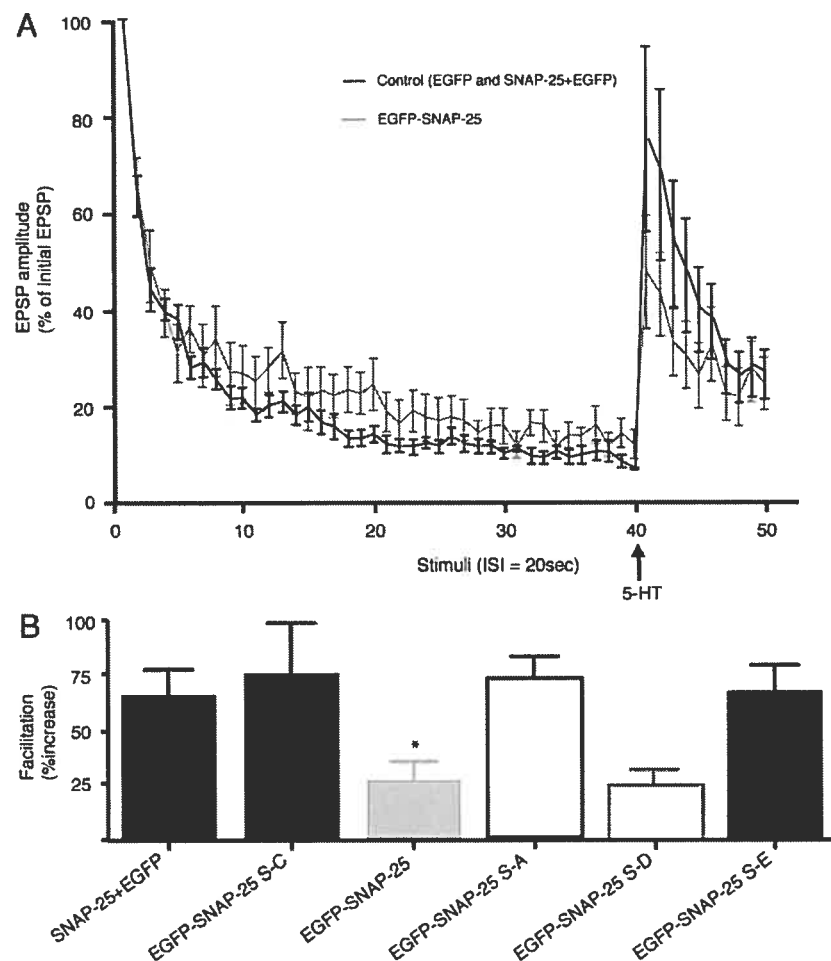 A
100
80
60
40
20
0
EPSP amplitude
(% of Initial EPSP)
Control (EGFP and SNAP-25+EGFP)
EGFP-SNAP-25
0
10
20
30
40
50
Stimuli (ISI = 20sec)
5-HT
B
100
75
50
25
Facilitation
(%increase)
*
SNAP-25+EGFP
EGFP-SNAP-25 S-C
EGFP-SNAP-25
EGFP-SNAP-25 S-A
EGFP-SNAP-25 S-D
EGFP-SNAP-25 S-E